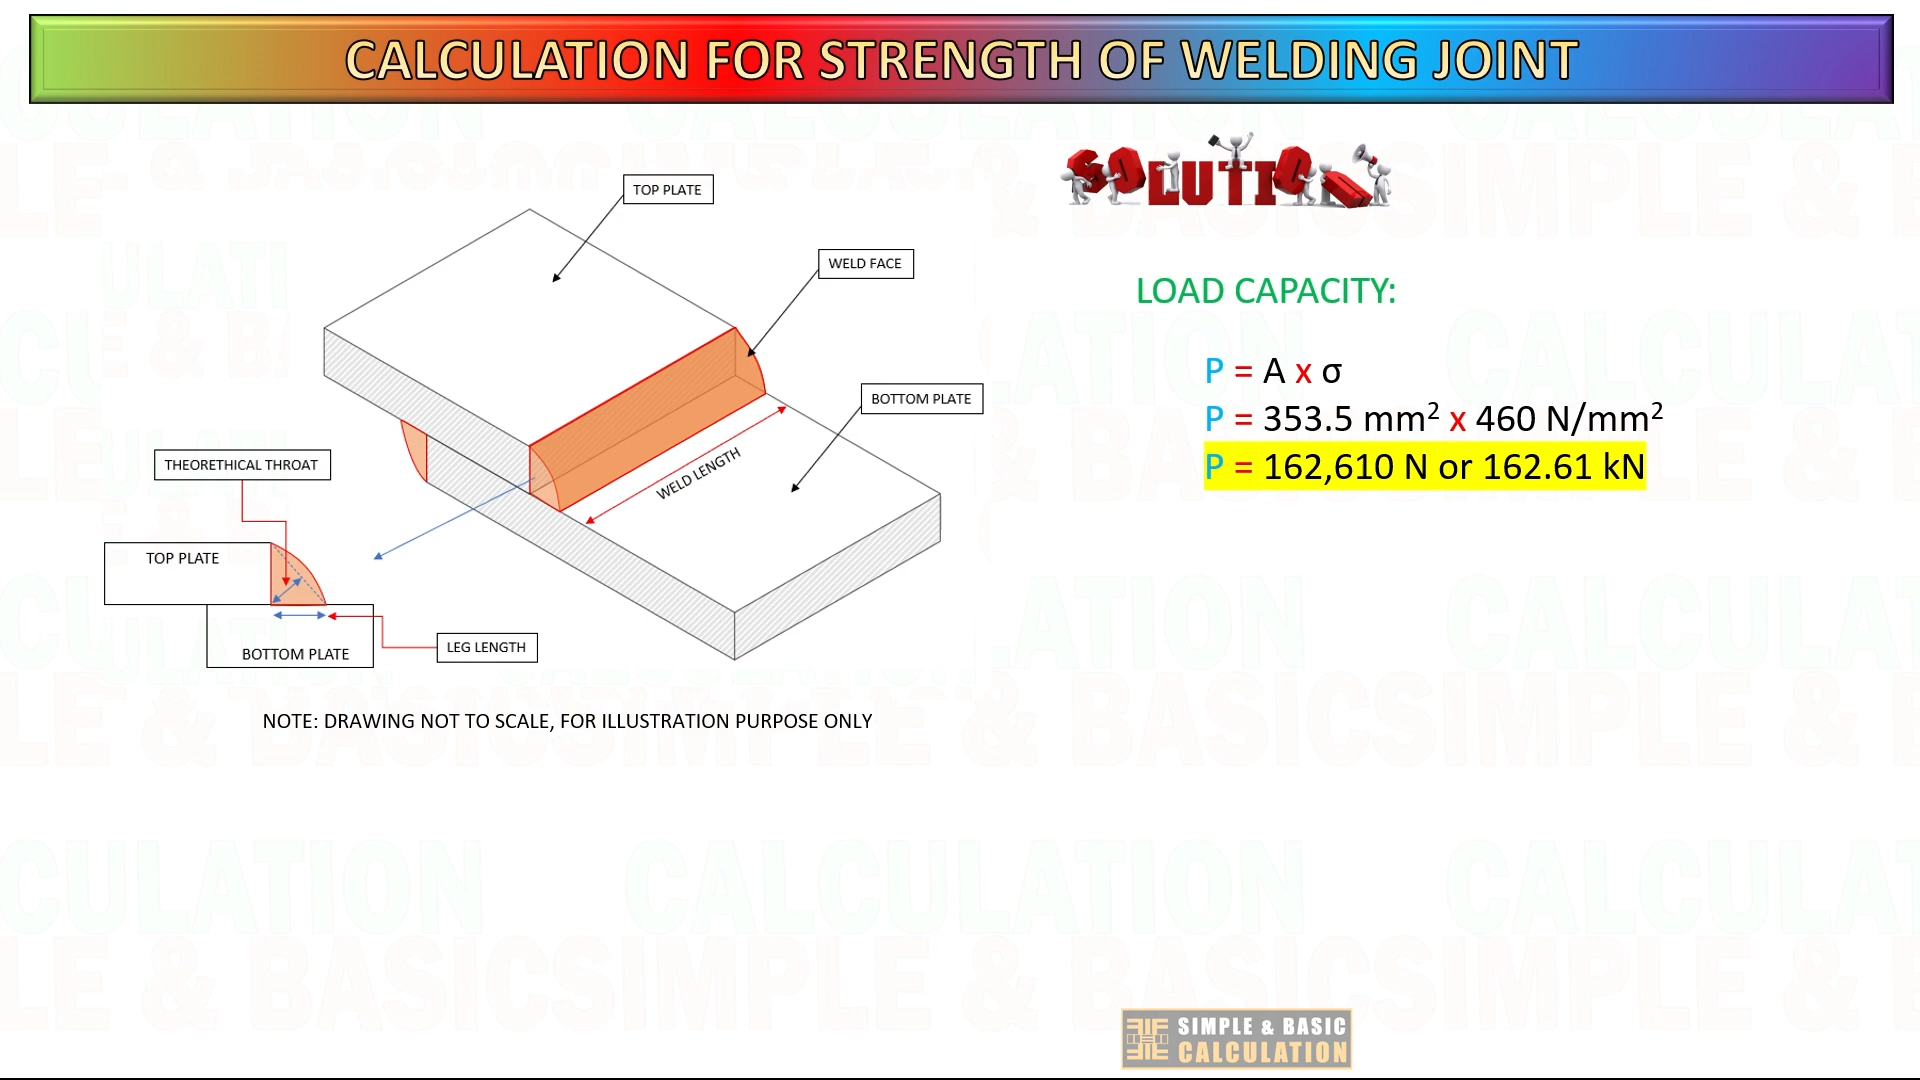 CALCULATION FOR STRENGTH OF WELDING JOINT
SOLUTION
TOP PLATE
WELD FACE
BOTTOM PLATE
WELD LENGTH
THEORETHICAL THROAT
TOP PLATE
BOTTOM PLATE
LEG LENGTH
NOTE: DRAWING NOT TO SCALE, FOR ILLUSTRATION PURPOSE ONLY
LOAD CAPACITY:
P = A x σ
P = 353.5 mm² x 460 N/mm²
P = 162,610 N or 162.61 kN
SIMPLE & BASIC
CALCULATION